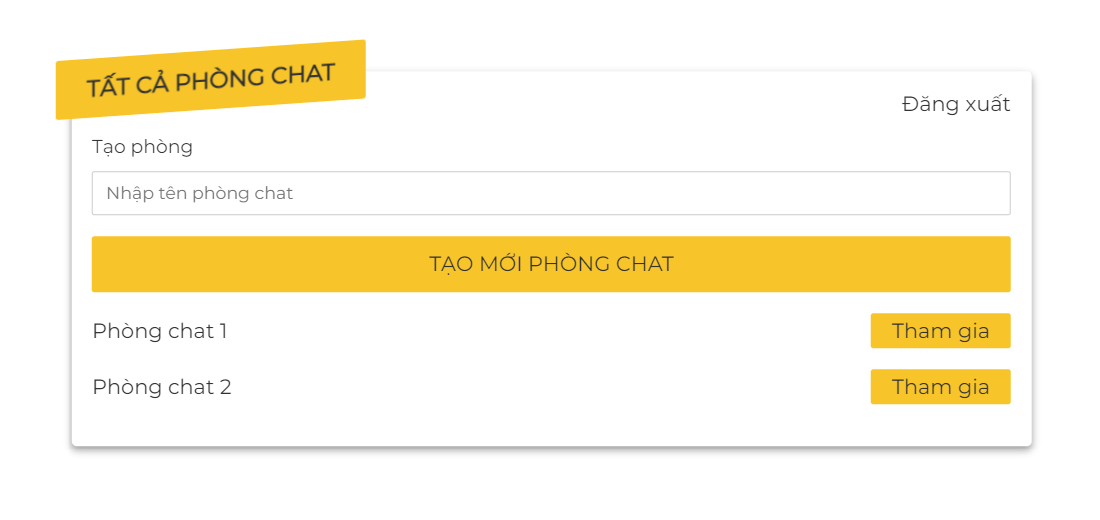 TẤT CẢ PHÒNG CHAT
Đăng xuất
Tạo phòng
Nhập tên phòng chat
TẠO MỚI PHÒNG CHAT
Phòng chat 1
Tham gia
Phòng chat 2
Tham gia